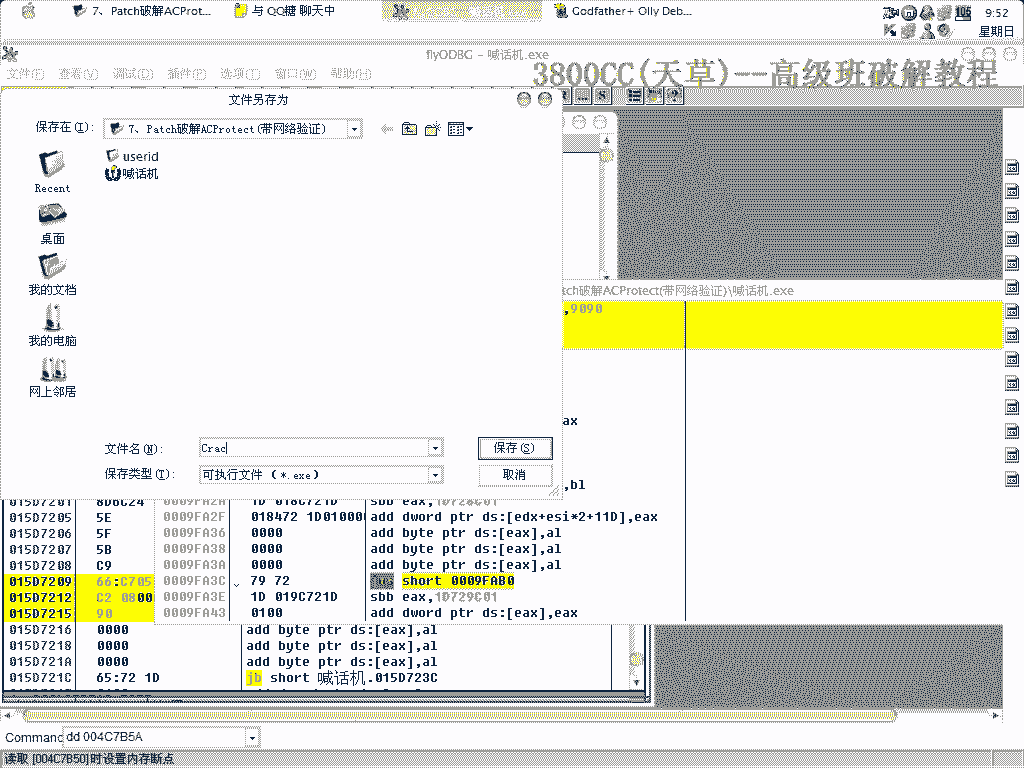 7、Patch破解ACProt... 与 QQ糖 聊天中 Godfather+ Olly Deb... 105 9:52
星期日
flyODBG - 喊话机.exe
文件(F) 查看(V) 调试(D) 插件(P) 选项(T) 窗口(W) 帮助(H)
3800CC(天草)--高级班破解教程
文件另存为
保存在(I): 7、Patch破解ACProtect(带网络验证)
userid
喊话机
Recent
桌面
我的文档
我的电脑
网上邻居
tch破解ACProtect(带网络验证)\喊话机.exe
,9090
ax
文件名(N): Crac 保存(S)
保存类型(T): 可执行文件 (*.exe) 取消
,bl
015D7201 8D6C24 0009FA2A 1D 018C721D sbb eax,1D728C01
015D7205 5E 0009FA2F 018472 1D01000 add dword ptr ds:[edx+esi*2+11D],eax
015D7206 5F 0009FA36 0000 add byte ptr ds:[eax],al
015D7207 5B 0009FA38 0000 add byte ptr ds:[eax],al
015D7208 C9 0009FA3A 0000 add byte ptr ds:[eax],al
015D7209 66:C705 0009FA3C 79 72 short 0009FAB0
015D7212 C2 0800 0009FA3E 1D 019C721D sbb eax,1D729C01
015D7215 90 0009FA43 0100 add dword ptr ds:[eax],eax
015D7216 0000 add byte ptr ds:[eax],al
015D7218 0000 add byte ptr ds:[eax],al
015D721A 0000 add byte ptr ds:[eax],al
015D721C 65:72 1D jb short 喊话机.015D723C
Command dd 004C7B5A
读取 [004C7B50]时设置内存断点